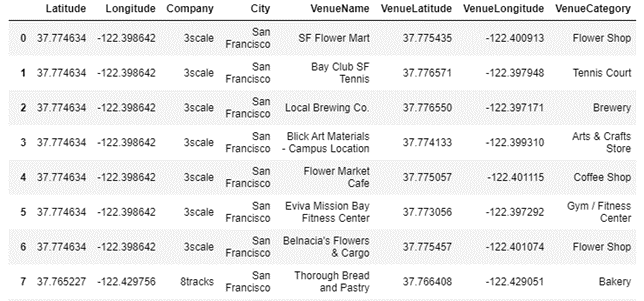 Latitude Longitude Company City VenueName VenueLatitude VenueLongitude VenueCategory
0 37.774634 -122.398642 3scale San Francisco SF Flower Mart 37.775435 -122.400913 Flower Shop
1 37.774634 -122.398642 3scale San Francisco Bay Club SF Tennis 37.776571 -122.397948 Tennis Court
2 37.774634 -122.398642 3scale San Francisco Local Brewing Co. 37.776550 -122.397171 Brewery
3 37.774634 -122.398642 3scale San Francisco Blick Art Materials - Campus Location 37.774133 -122.399310 Arts & Crafts Store
4 37.774634 -122.398642 3scale San Francisco Flower Market Cafe 37.775057 -122.401115 Coffee Shop
5 37.774634 -122.398642 3scale San Francisco Eviva Mission Bay Fitness Center 37.773056 -122.397292 Gym / Fitness Center
6 37.774634 -122.398642 3scale San Francisco Belnacia's Flowers & Cargo 37.775457 -122.401074 Flower Shop
7 37.765227 -122.429756 8tracks San Francisco Thorough Bread and Pastry 37.766408 -122.429051 Bakery